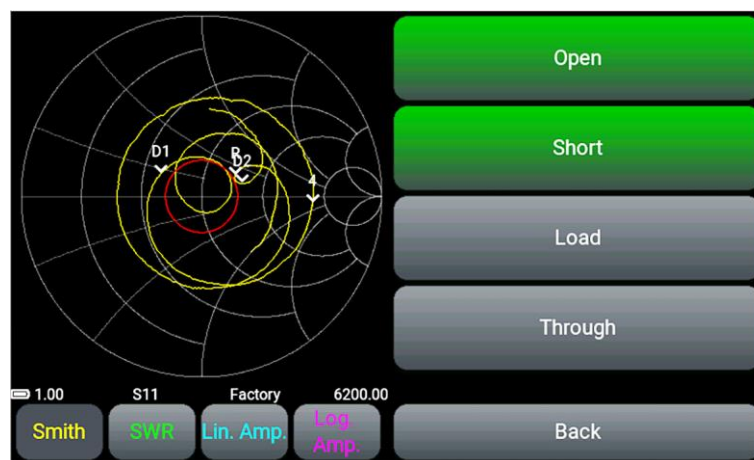 D1
R
D2
4
1.00 S11 Factory 6200.00
Smith
SWR
Lin. Amp.
Log.
Amp.
Open
Short
Load
Through
Back